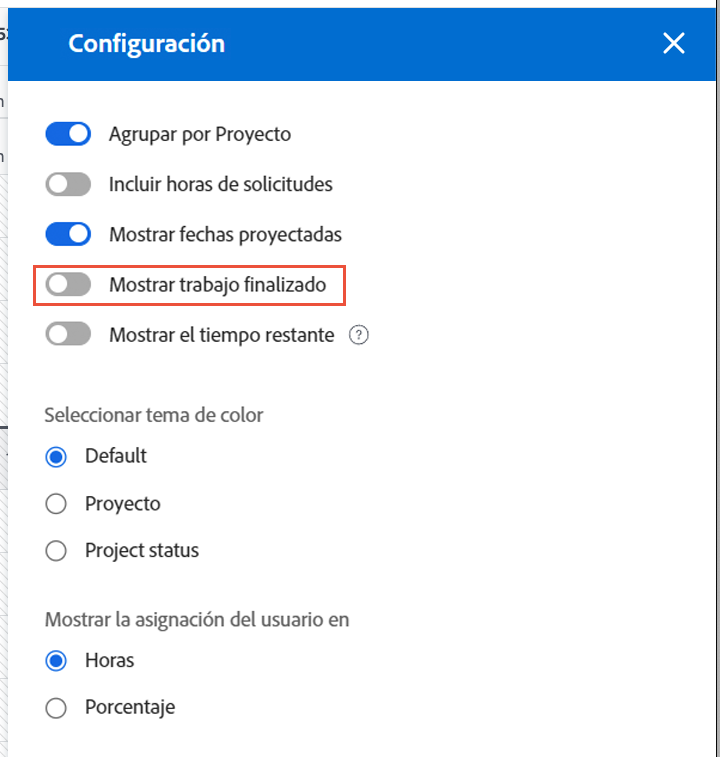 Configuración
Agrupar por Proyecto
Incluir horas de solicitudes
Mostrar fechas proyectadas
Mostrar trabajo finalizado
Mostrar el tiempo restante ?
Seleccionar tema de color
Default
Proyecto
Project status
Mostrar la asignación del usuario en
Horas
Porcentaje